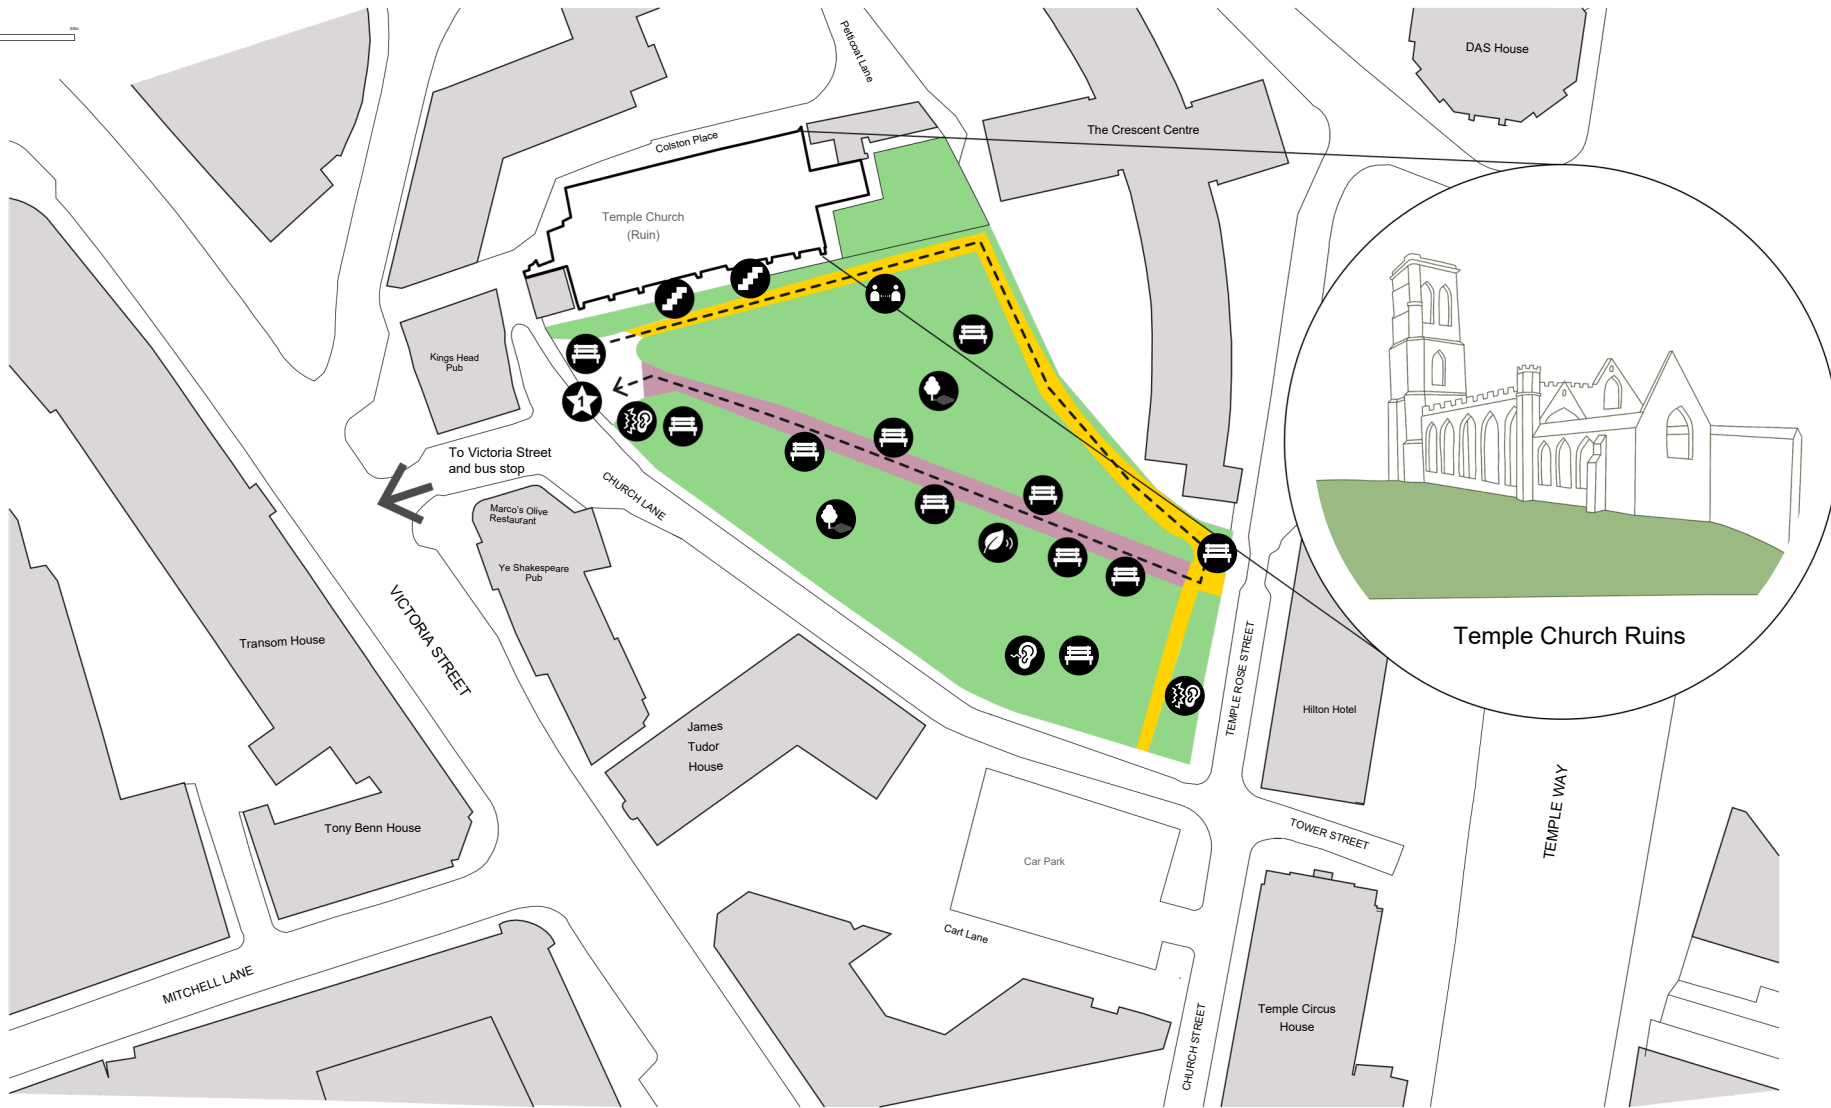 50m
Petticoat Lane
DAS House
The Crescent Centre
Colston Place
Temple Church
(Ruin)
Kings Head
Pub
1
To Victoria Street
and bus stop
CHURCH LANE
Marco's Olive
Restaurant
Ye Shakespeare
Pub
VICTORIA STREET
Transom House
Temple Church Ruins
TEMPLE ROSE STREET
Hilton Hotel
James
Tudor
House
TEMPLE WAY
Tony Benn House
TOWER STREET
Car Park
Cart Lane
MITCHELL LANE
Temple Circus
House
CHURCH STREET